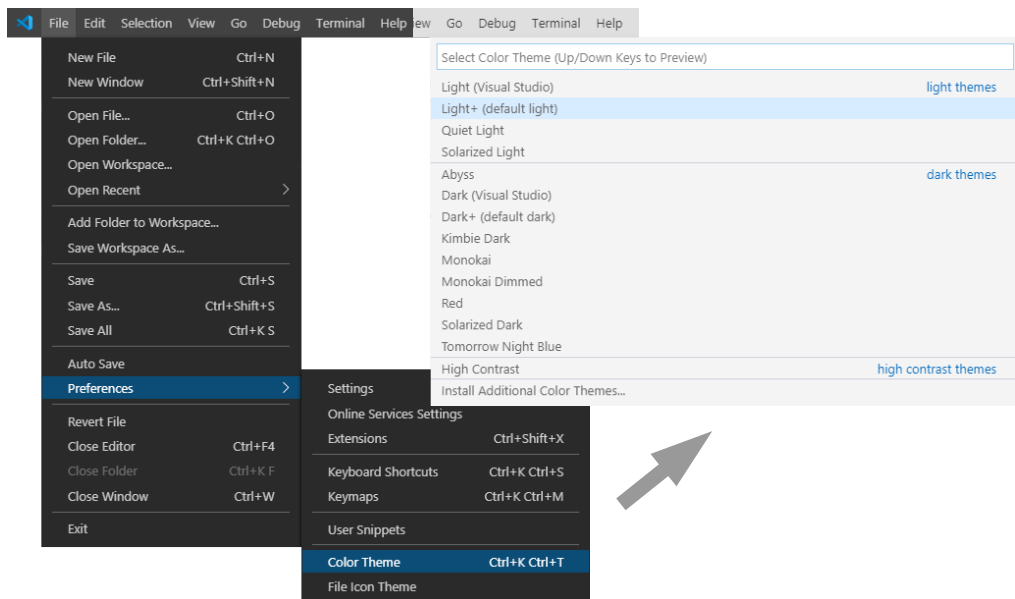 File Edit Selection View Go Debug Terminal Help ew Go Debug Terminal Help
New File Ctrl+N
New Window Ctrl+Shift+N
Open File... Ctrl+O
Open Folder... Ctrl+K Ctrl+O
Open Workspace...
Open Recent
Add Folder to Workspace...
Save Workspace As...
Save Ctrl+S
Save As... Ctrl+Shift+S
Save All Ctrl+K S
Auto Save
Preferences
Revert File
Close Editor Ctrl+F4
Close Folder Ctrl+K F
Close Window Ctrl+W
Exit
Settings
Online Services Settings
Extensions Ctrl+Shift+X
Keyboard Shortcuts Ctrl+K Ctrl+S
Keymaps Ctrl+K Ctrl+M
User Snippets
Color Theme Ctrl+K Ctrl+T
File Icon Theme
Select Color Theme (Up/Down Keys to Preview)
Light (Visual Studio) light themes
Light+ (default light)
Quiet Light
Solarized Light
Abyss dark themes
Dark (Visual Studio)
Dark+ (default dark)
Kimbie Dark
Monokai
Monokai Dimmed
Red
Solarized Dark
Tomorrow Night Blue
High Contrast high contrast themes
Install Additional Color Themes...